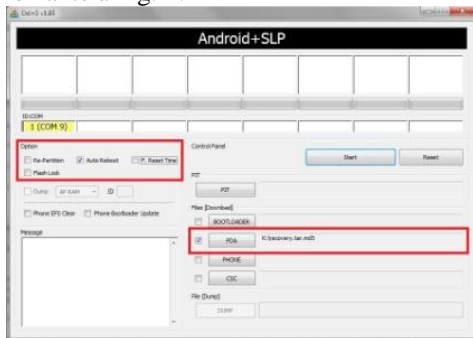 Odin3 v1.85
Android+SLP
ID:COM
1 (COM 9)
Option
Re-Partition
Auto Reboot
F. Reset Time
Flash Lock
Dump
AP RAM
ID
Phone EFS Clear
Phone Bootloader Update
Message
Control Panel
Start
Reset
PIT
PIT
Files [Download]
BOOTLOADER
PDA
K:/recovery.tar.md5
PHONE
CSC
File [Dump]
DUMP